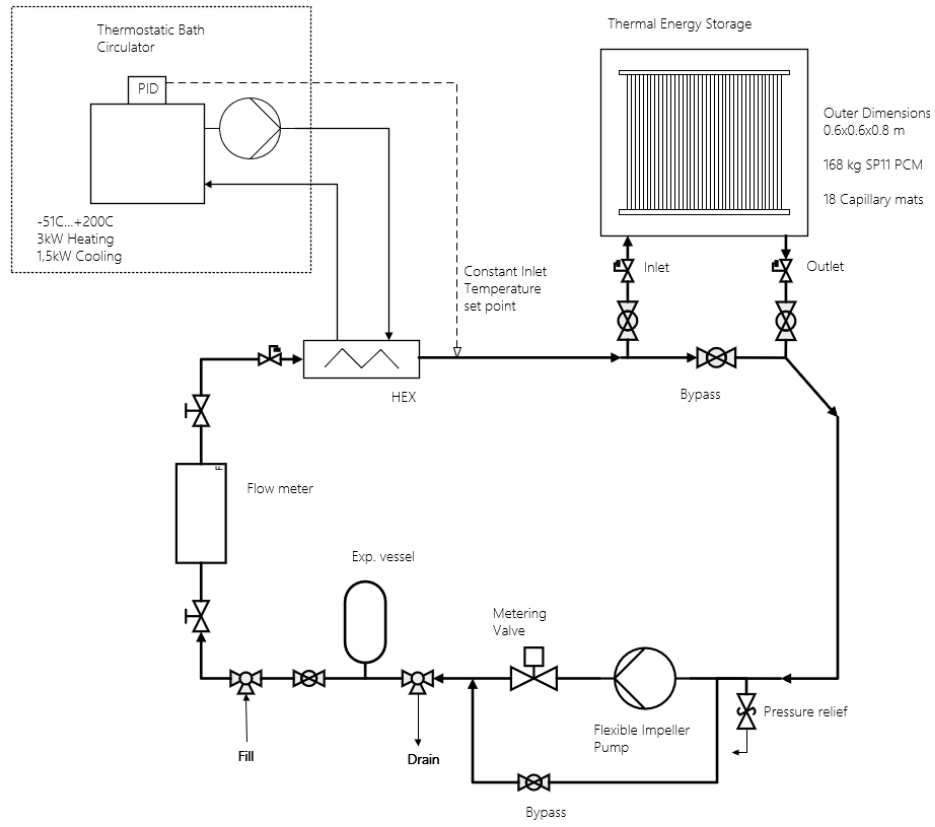 Thermostatic Bath
Circulator
PID
-51C...+200C
3kW Heating
1,5kW Cooling
Thermal Energy Storage
Outer Dimensions
0.6x0.6x0.8 m
168 kg SP11 PCM
18 Capillary mats
Constant Inlet
Temperature
set point
Inlet
Outlet
HEX
Bypass
F
Flow meter
Exp. vessel
Metering
Valve
Flexible Impeller
Pump
Pressure relief
Fill
Drain
Bypass